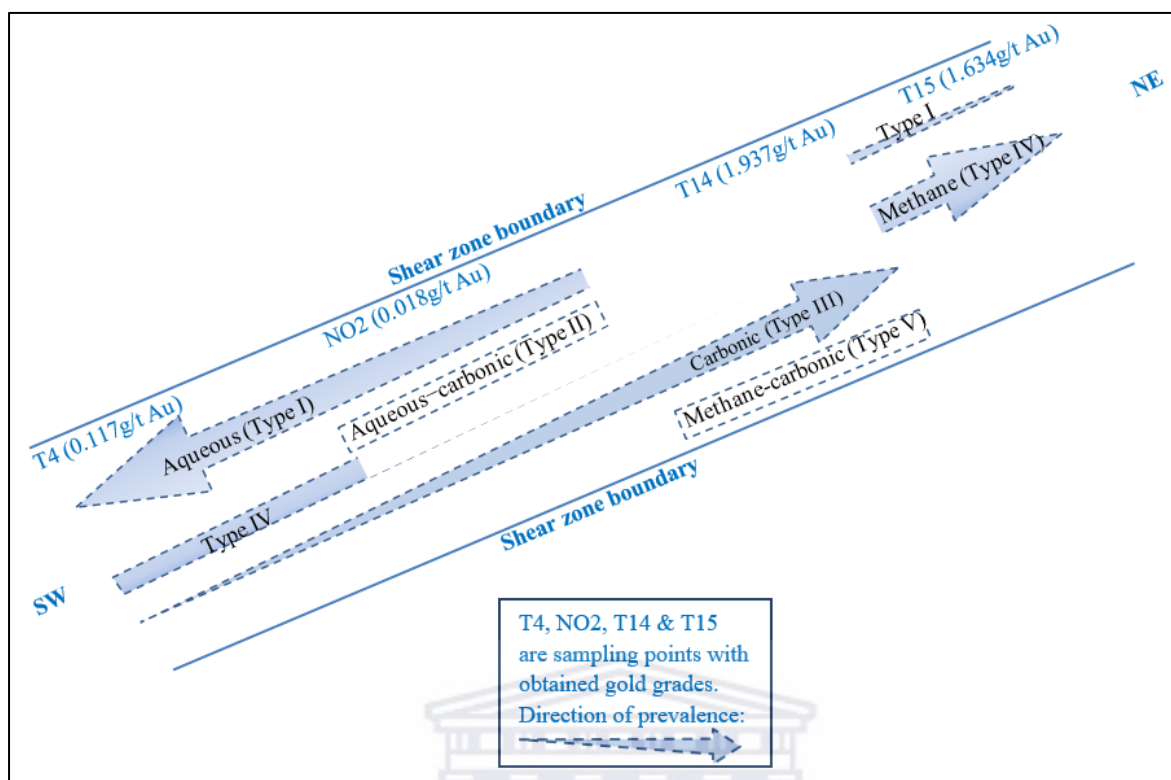 T15 (1.634g/t Au)
NE
Type I
T14 (1.937g/t Au)
Methane (Type IV)
Shear zone boundary
NO2 (0.018g/t Au)
Carbonic (Type III)
Aqueous−carbonic (Type II)
Methane-carbonic (Type V)
T4 (0.117g/t Au)
Aqueous (Type I)
Type IV
Shear zone boundary
SW
T4, NO2, T14 & T15
are sampling points with
obtained gold grades.
Direction of prevalence: